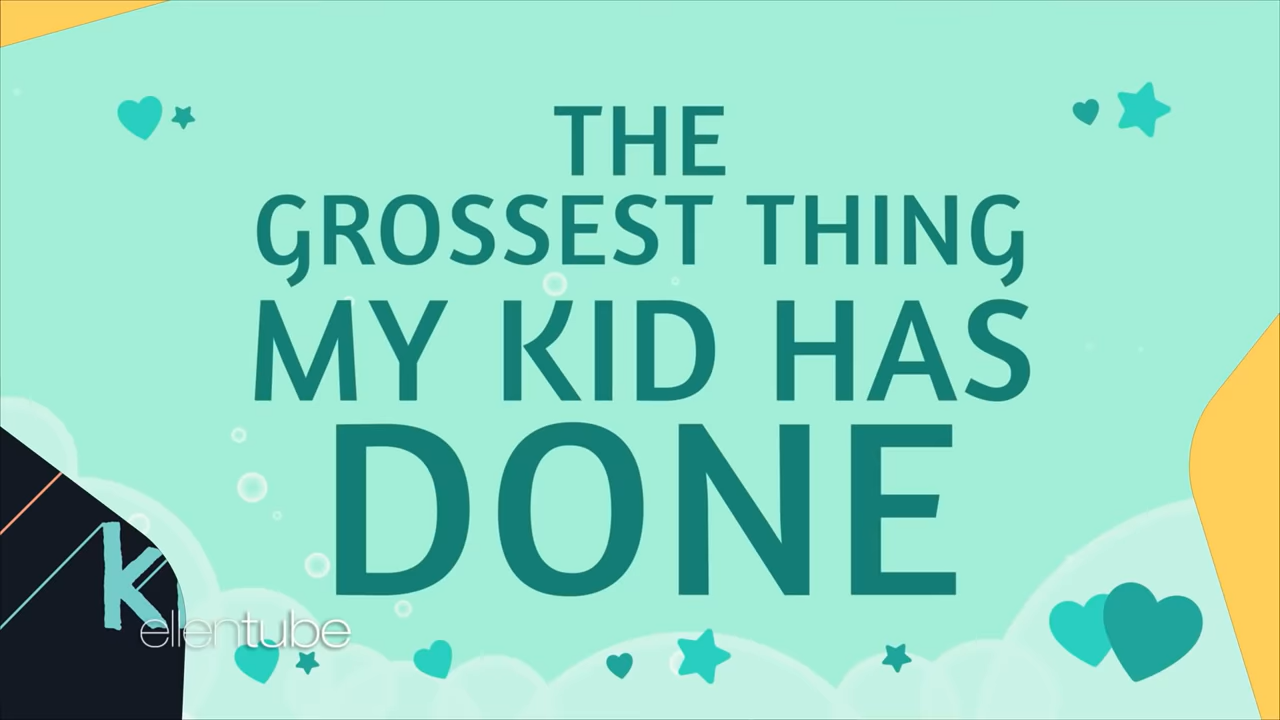 THE
GROSSEST THING
MY KID HAS
DONE
k
ellentube